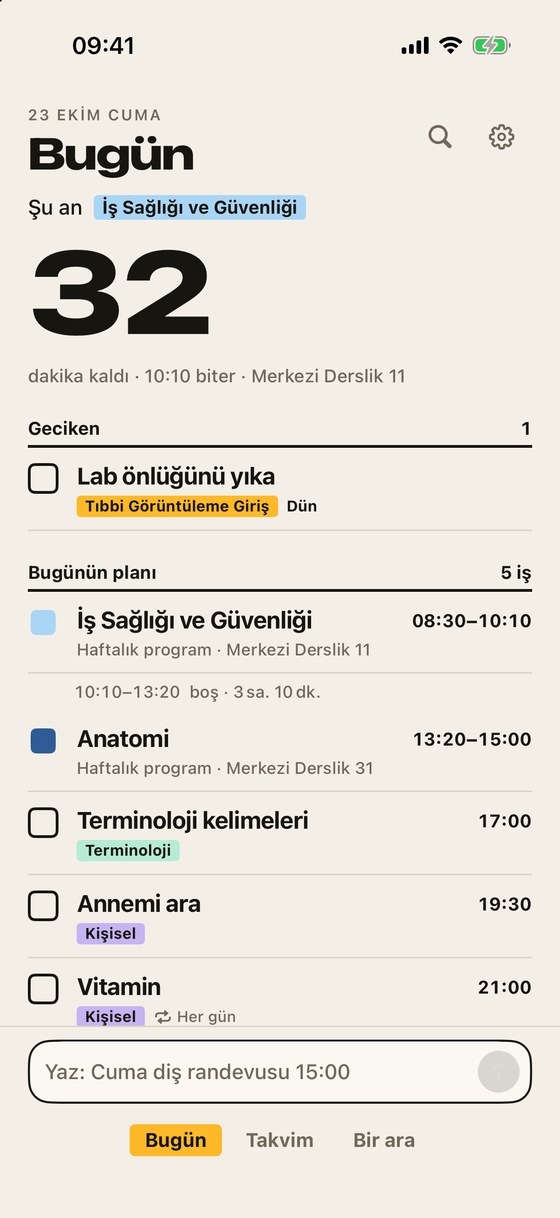 09:41
23 EKİM CUMA
Bugün
Şu an İş Sağlığı ve Güvenliği
32
dakika kaldı · 10:10 biter · Merkezi Derslik 11
Geciken 1
Lab önlüğünü yıka
Tıbbi Görüntüleme Giriş Dün
Bugünün planı 5 iş
İş Sağlığı ve Güvenliği 08:30–10:10
Haftalık program · Merkezi Derslik 11
10:10–13:20 boş · 3 sa. 10 dk.
Anatomi 13:20–15:00
Haftalık program · Merkezi Derslik 31
Terminoloji kelimeleri 17:00
Terminoloji
Annemi ara 19:30
Kişisel
Vitamin 21:00
Kişisel Her gün
Yaz: Cuma diş randevusu 15:00
Bugün Takvim Bir ara